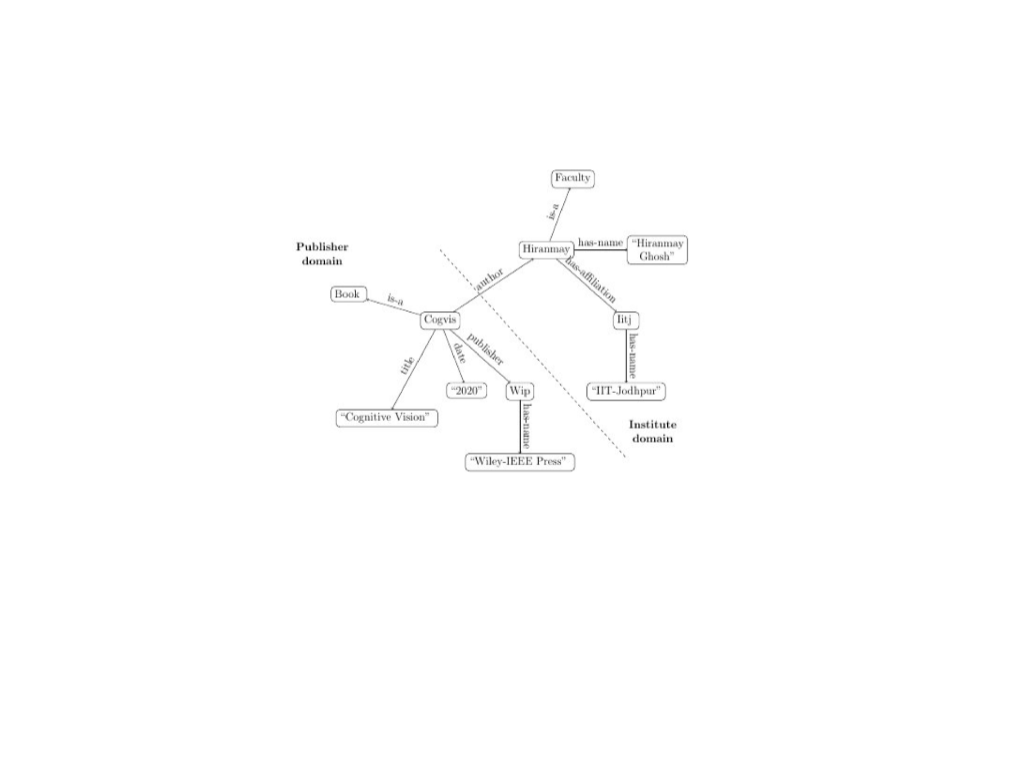 Faculty
is-a
Hiranmay
has-name
“Hiranmay
Ghosh”
Publisher
domain
author
has-affiliation
Book
is-a
Cogvis
Iitj
title
date
publisher
has-name
“2020”
Wip
“IIT-Jodhpur”
“Cognitive Vision”
has-name
Institute
domain
“Wiley-IEEE Press”